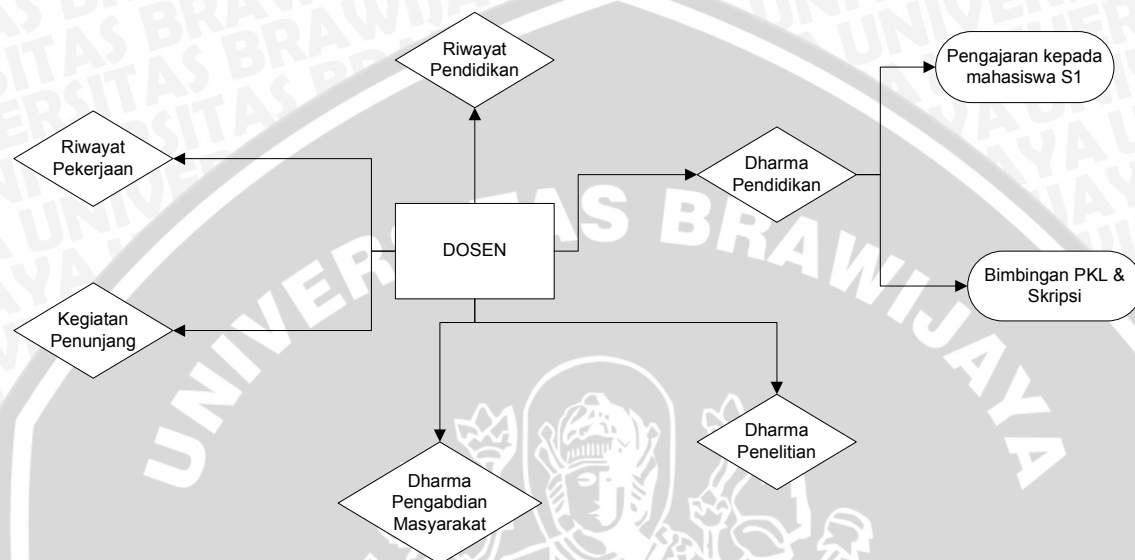 Riwayat
Pendidikan
Pengajaran kepada
mahasiswa S1
Riwayat
Pekerjaan
Dharma
Pendidikan
DOSEN
Bimbingan PKL &
Skripsi
Kegiatan
Penunjang
Dharma
Penelitian
Dharma
Pengabdian
Masyarakat
UNIVERSITAS BRAWIJAYA